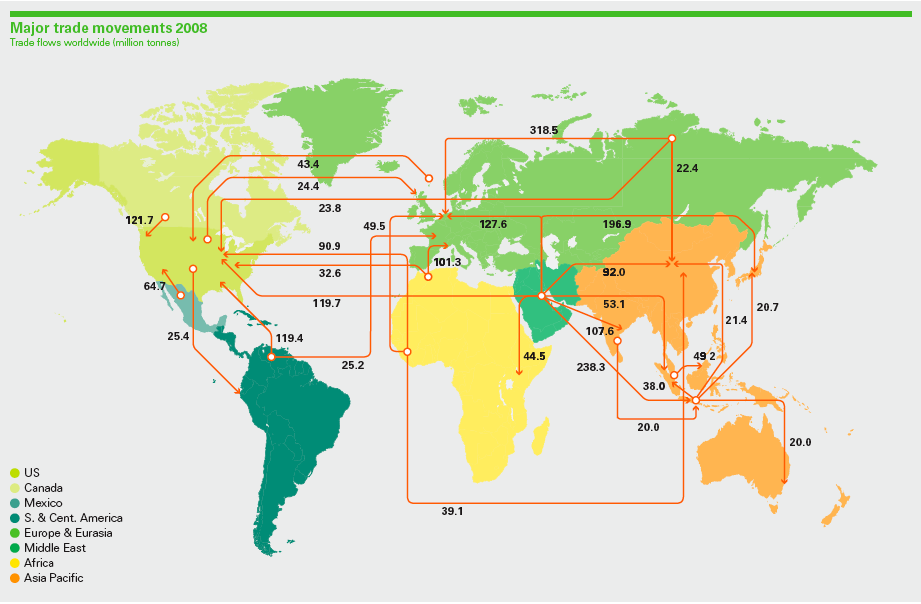 Major trade movements 2008
Trade flows worldwide (million tonnes)
318.5
43.4
22.4
24.4
23.8
121.7
49.5
127.6
196.9
90.9
101.3
32.6
92.0
64.7
119.7
53.1
20.7
21.4
107.6
25.4
119.4
44.5
49 2
25.2
238.3
38.0
20.0
20.0
39.1
US
Canada
Mexico
S. & Cent. America
Europe & Eurasia
Middle East
Africa
Asia Pacific